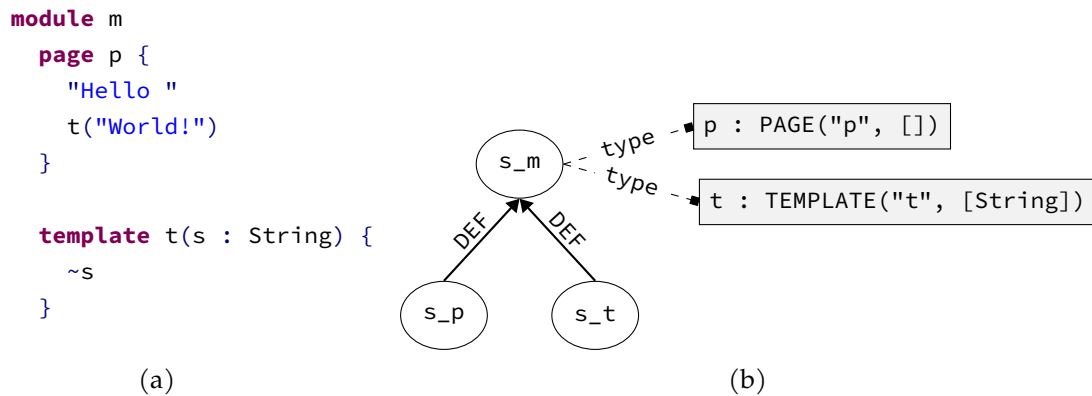 module m
page p {
"Hello "
t("World!")
}
template t(s : String) {
~s
}
(a)
s_m
type
p : PAGE("p", [])
type
t : TEMPLATE("t", [String])
DEF
DEF
s_p
s_t
(b)